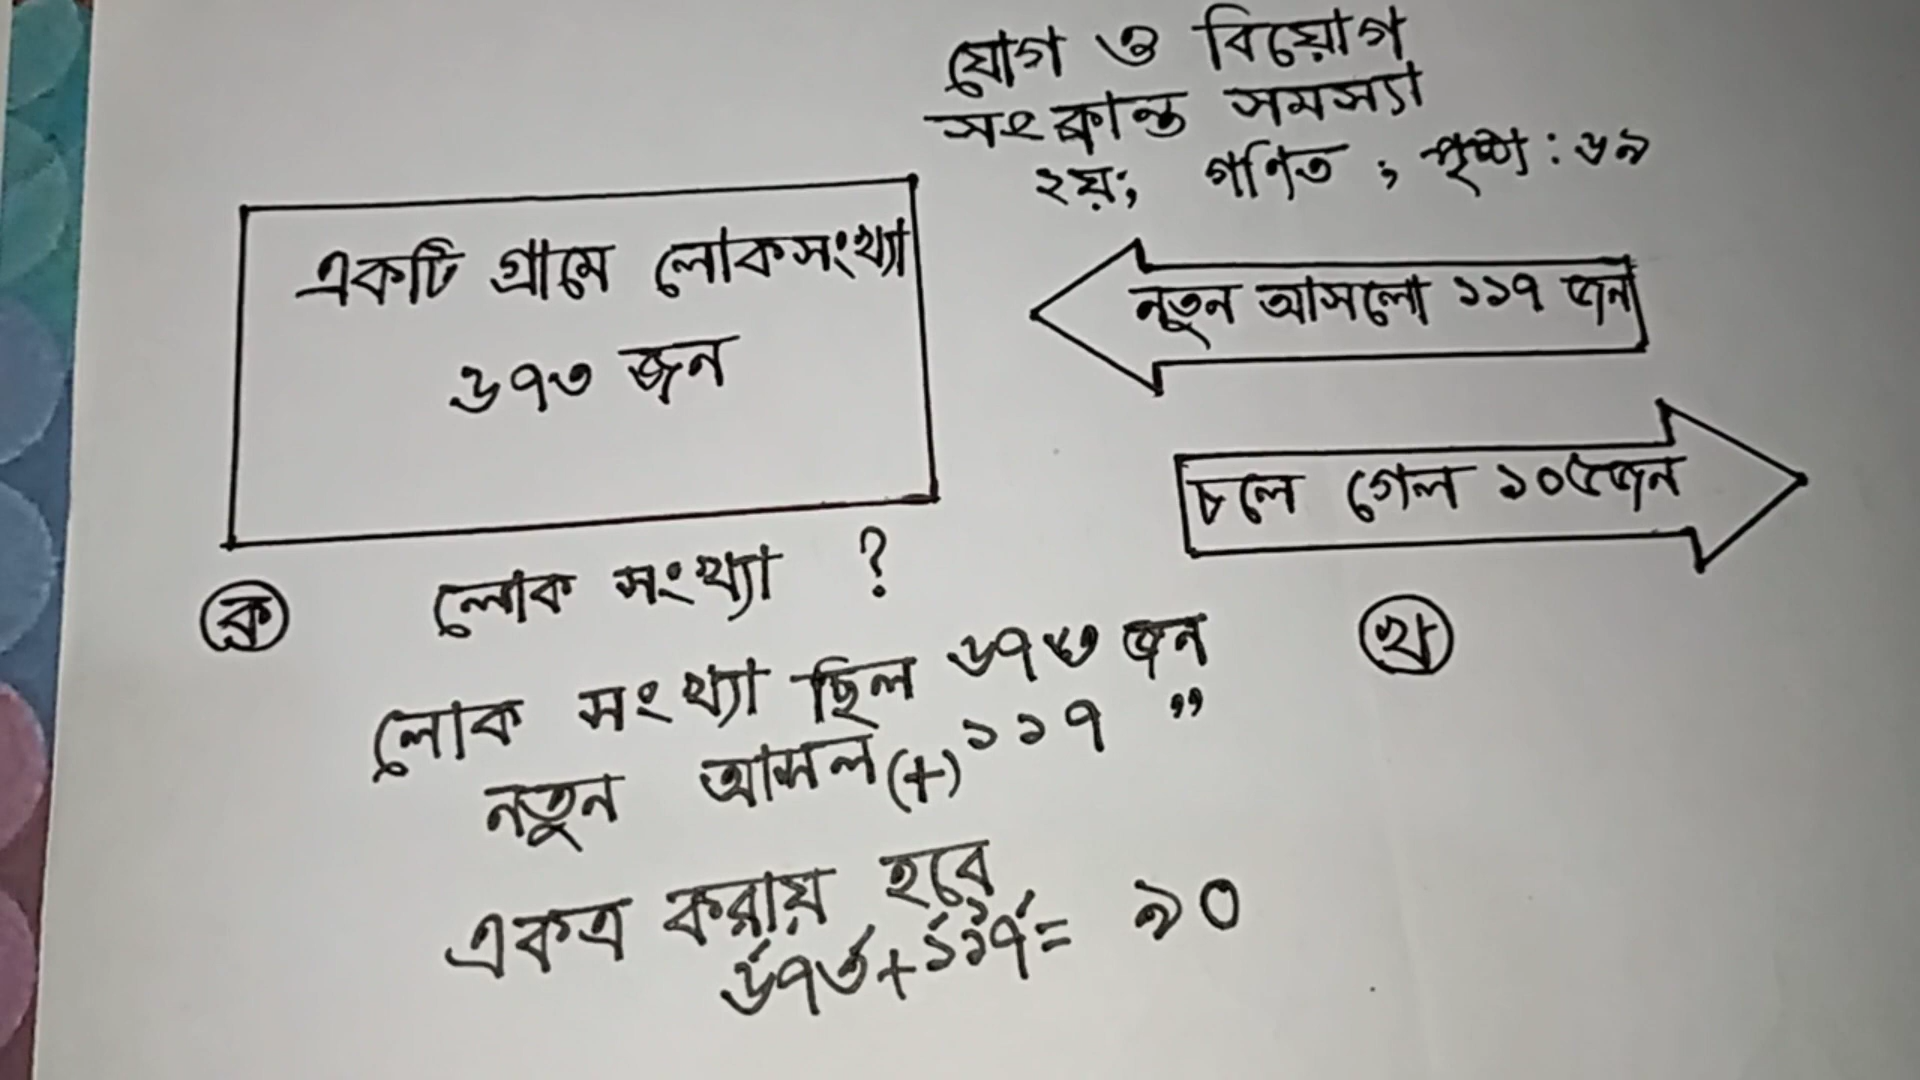 যোগ ও বিয়োগ
সংক্রান্ত সমস্যা
২য়; গণিত ; পৃষ্ঠা : ৬৯
একটি গ্রামে লোকসংখ্যা
৬৭৩ জন
নতুন আসলো ১১৭ জন
চলে গেল ১০৫জন
ক লোক সংখ্যা ?
খ
লোক সংখ্যা ছিল ৬৭৩ জন
নতুন আসল (+) ১১৭ ”
একত্র করায় হবে
৬৭৩+১১৭= ৯০